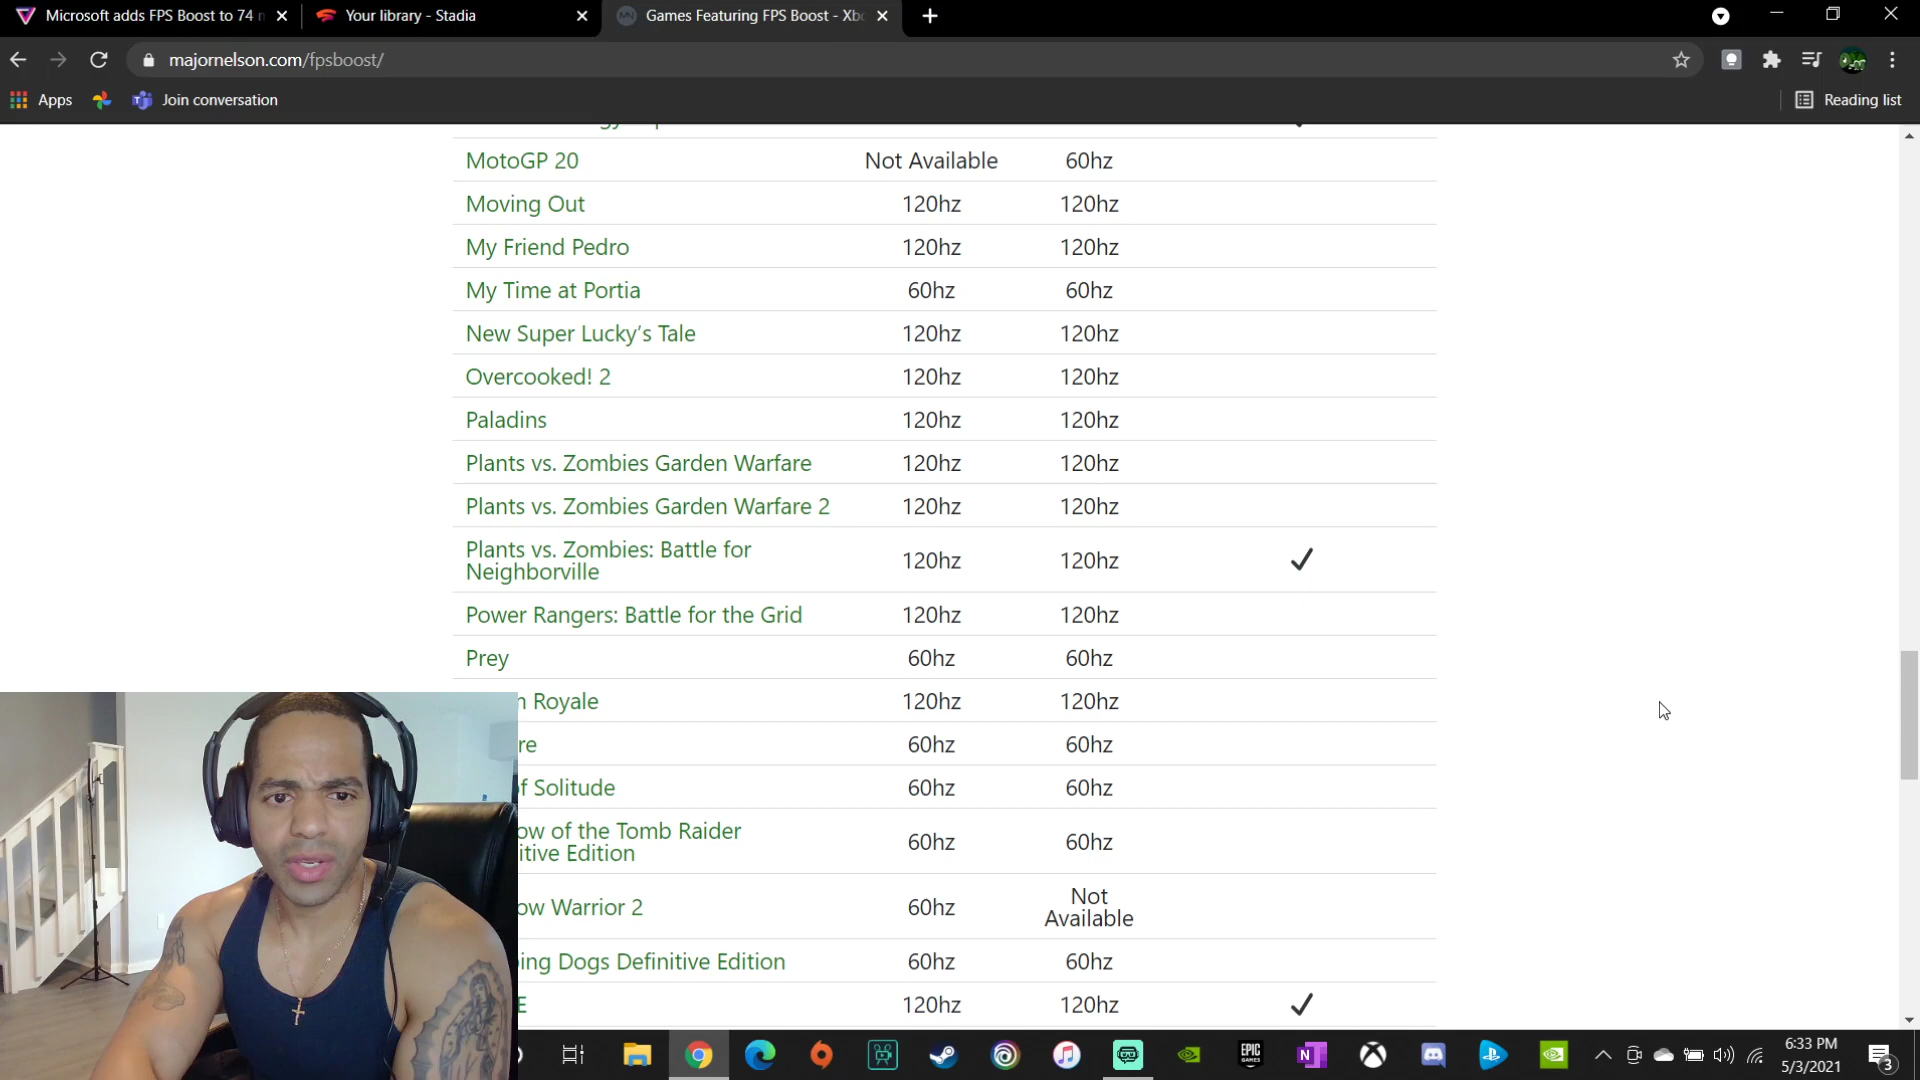 Microsoft adds FPS Boost to 74
Your library - Stadia
Games Featuring FPS Boost - Xb
majornelson.com/fpsboost/
Apps
Join conversation
Reading list
MotoGP 20 Not Available 60hz
Moving Out 120hz 120hz
My Friend Pedro 120hz 120hz
My Time at Portia 60hz 60hz
New Super Lucky's Tale 120hz 120hz
Overcooked! 2 120hz 120hz
Paladins 120hz 120hz
Plants vs. Zombies Garden Warfare 120hz 120hz
Plants vs. Zombies Garden Warfare 2 120hz 120hz
Plants vs. Zombies: Battle for
Neighborville 120hz 120hz ✓
Power Rangers: Battle for the Grid 120hz 120hz
Prey 60hz 60hz
Royale 120hz 120hz
re 60hz 60hz
of Solitude 60hz 60hz
ow of the Tomb Raider
itive Edition 60hz 60hz
ow Warrior 2 60hz Not
Available
ing Dogs Definitive Edition 60hz 60hz
E 120hz 120hz ✓
EPIC
GAMES
N
6:33 PM
5/3/2021
3